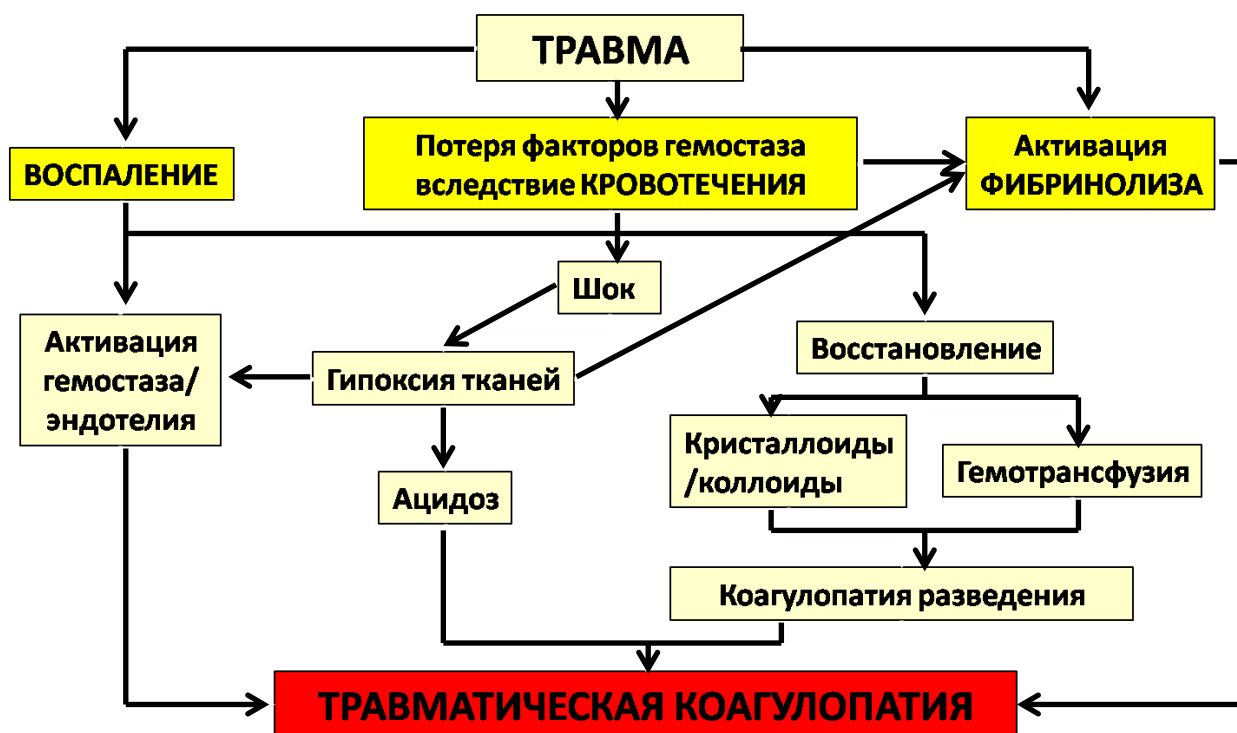 ТРАВМА
ВОСПАЛЕНИЕ
Потеря факторов гемостаза
вследствие КРОВОТЕЧЕНИЯ
Активация
ФИБРИНОЛИЗА
Шок
Активация
гемостаза/
эндотелия
Гипоксия тканей
Восстановление
Ацидоз
Кристаллоиды
/коллоиды
Гемотрансфузия
Коагулопатия разведения
ТРАВМАТИЧЕСКАЯ КОАГУЛОПАТИЯ